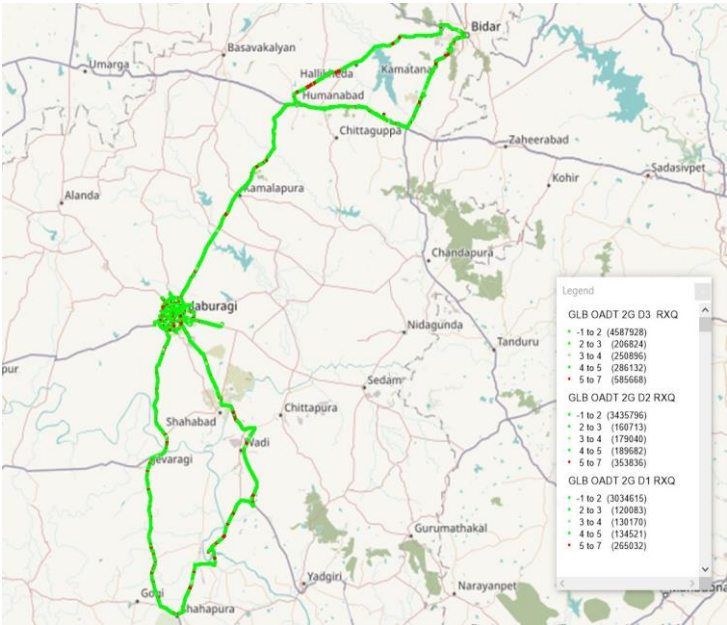 Bidar
Basavakalyan
Umarga
Hallikheda
Kamatana
Humanabad
Chittaguppa
Zaheerabad
Sadasivpet
Kohir
Alanda
Kamalapura
Chandapura
laburagi
Nidagunda
Tanduru
pur
Sedam
Chittapura
Shahabad
Wadi
evaragi
Gurumathakal
Yadgiri
Narayanpet
Gogi
Shahapura
Legend
GLB OADT 2G D3 RXQ
-1 to 2 (4587928)
2 to 3 (206824)
3 to 4 (250896)
4 to 5 (286132)
5 to 7 (585668)
GLB OADT 2G D2 RXQ
-1 to 2 (3435796)
2 to 3 (160713)
3 to 4 (179040)
4 to 5 (189682)
5 to 7 (353836)
GLB OADT 2G D1 RXQ
-1 to 2 (3034615)
2 to 3 (120083)
3 to 4 (130170)
4 to 5 (134521)
5 to 7 (265032)